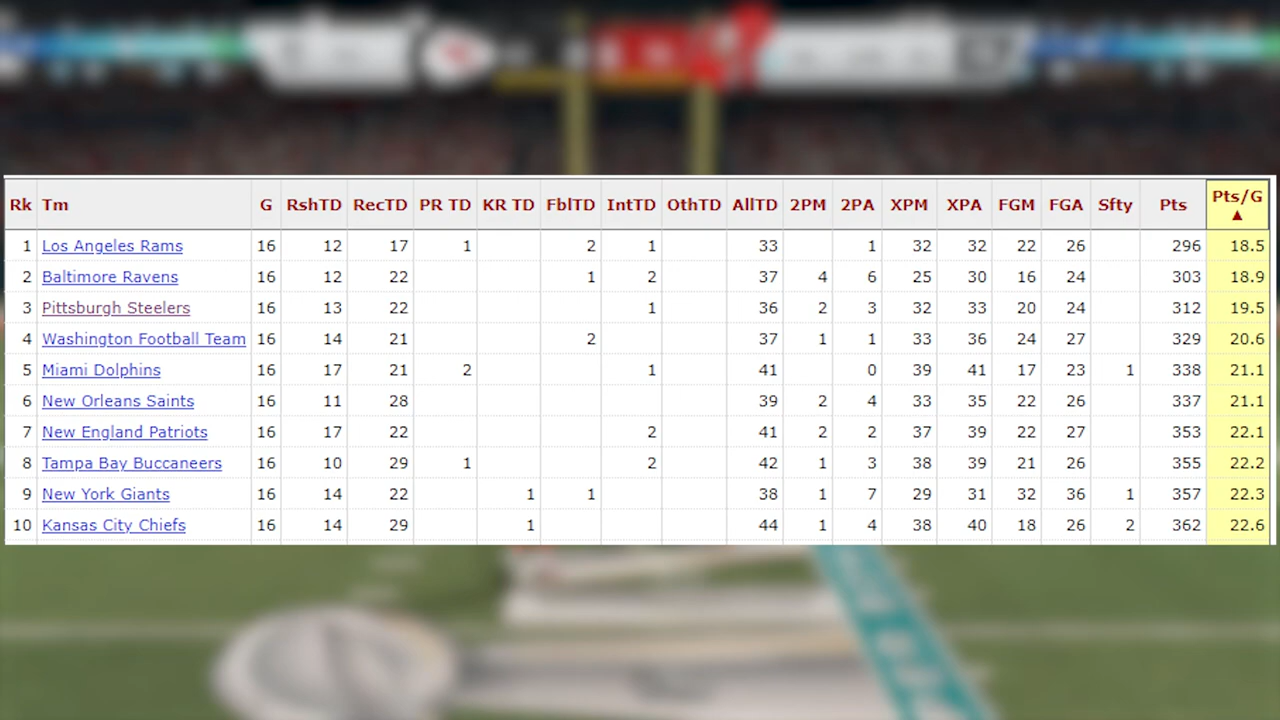 Rk Tm G RshTD RecTD PR TD KR TD FblTD IntTD OthTD AllTD 2PM 2PA XPM XPA FGM FGA Sfty Pts Pts/G ▲
1 Los Angeles Rams 16 12 17 1 2 1 33 1 32 32 22 26 296 18.5
2 Baltimore Ravens 16 12 22 1 2 37 4 6 25 30 16 24 303 18.9
3 Pittsburgh Steelers 16 13 22 1 36 2 3 32 33 20 24 312 19.5
4 Washington Football Team 16 14 21 2 37 1 1 33 36 24 27 329 20.6
5 Miami Dolphins 16 17 21 2 1 41 0 39 41 17 23 1 338 21.1
6 New Orleans Saints 16 11 28 39 2 4 33 35 22 26 337 21.1
7 New England Patriots 16 17 22 2 41 2 2 37 39 22 27 353 22.1
8 Tampa Bay Buccaneers 16 10 29 1 2 42 1 3 38 39 21 26 355 22.2
9 New York Giants 16 14 22 1 1 38 1 7 29 31 32 36 1 357 22.3
10 Kansas City Chiefs 16 14 29 1 44 1 4 38 40 18 26 2 362 22.6